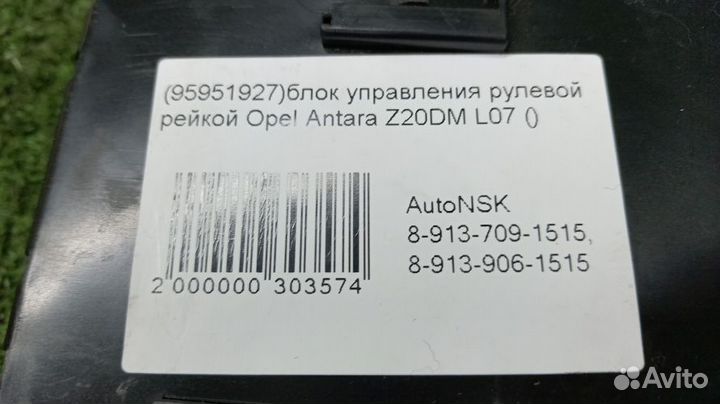 (95951927)блок управления рулевой
рейкой Opel Antara Z20DM L07 ()
AutoNSK
8-913-709-1515,
8-913-906-1515
2 000000 303574
Avito